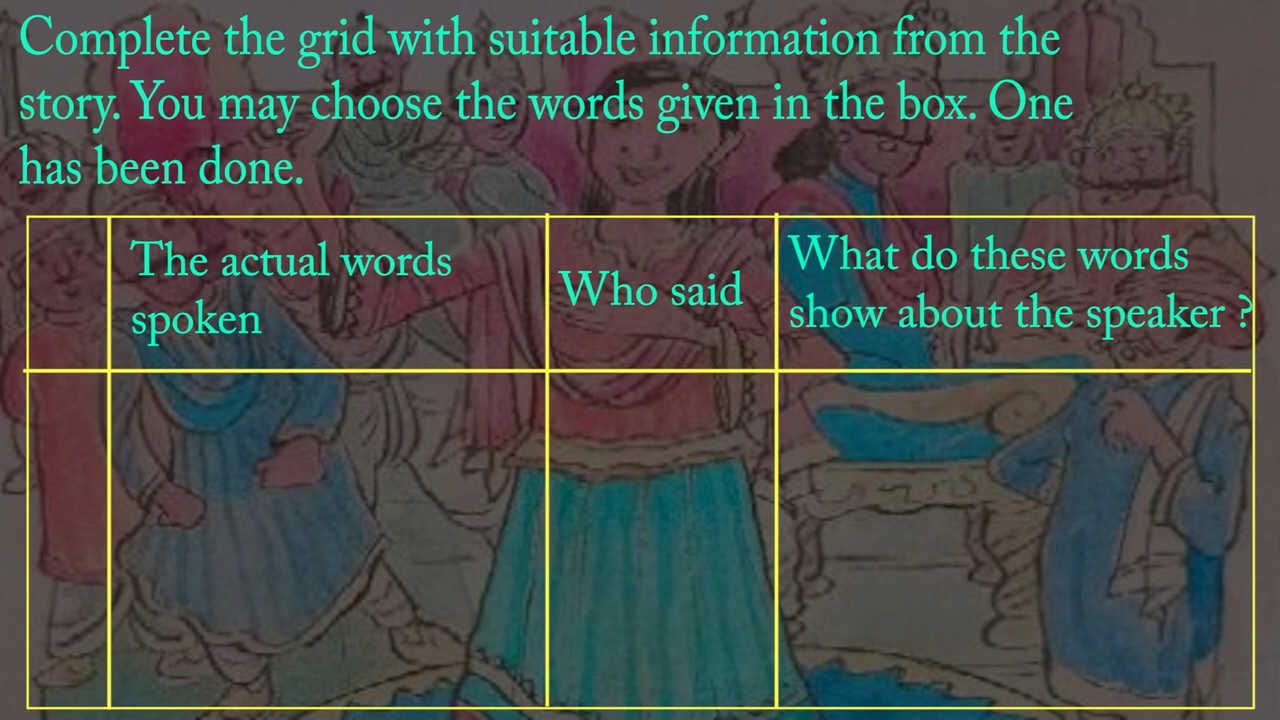 Complete the grid with suitable information from the
story. You may choose the words given in the box. One
has been done.
The actual words
spoken
Who said
What do these words
show about the speaker ?